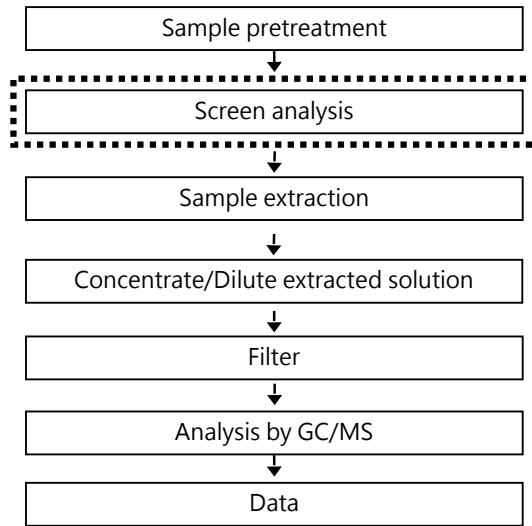 Sample pretreatment
Screen analysis
Sample extraction
Concentrate/Dilute extracted solution
Filter
Analysis by GC/MS
Data